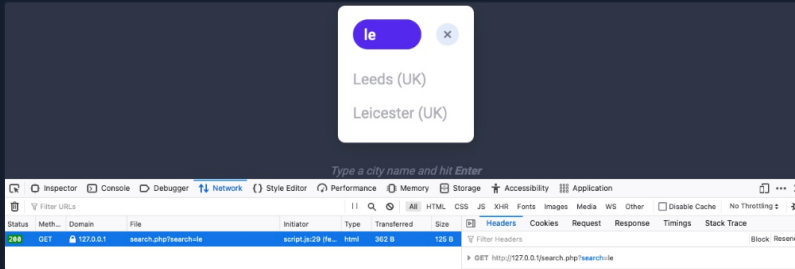 le
Leeds (UK)
Leicester (UK)
Type a city name and hit Enter
Inspector Console Debugger Network Style Editor Performance Memory Storage Accessibility Application
Filter URLs All HTML CSS JS XHR Fonts Images Media WS Other Disable Cache No Throttling
Status Meth... Domain File Initiator Type Transferred Size Headers Cookies Request Response Timings Stack Trace
200 GET 127.0.0.1 search.php?search=le script.js:29 (fe... html 362 B 125 B Filter Headers Block Resend
GET http://127.0.0.1/search.php?search=le